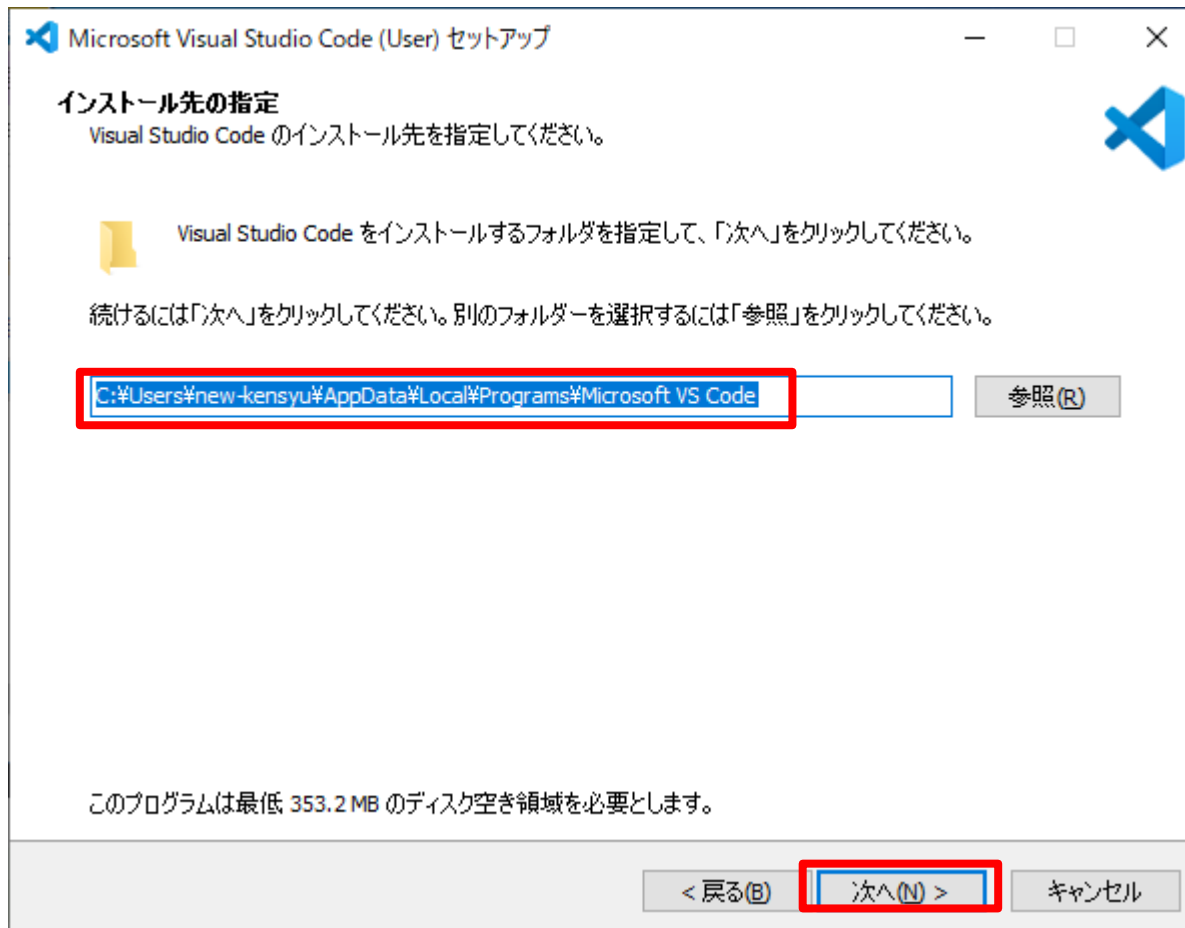 Microsoft Visual Studio Code (User) セットアップ
インストール先の指定
Visual Studio Code のインストール先を指定してください。
Visual Studio Code をインストールするフォルダを指定して、「次へ」をクリックしてください。
続けるには「次へ」をクリックしてください。別のフォルダーを選択するには「参照」をクリックしてください。
C:¥Users¥new-kensyu¥AppData¥Local¥Programs¥Microsoft VS Code
参照(R)
このプログラムは最低 353.2 MB のディスク空き領域を必要とします。
< 戻る(B)
次へ(N) >
キャンセル